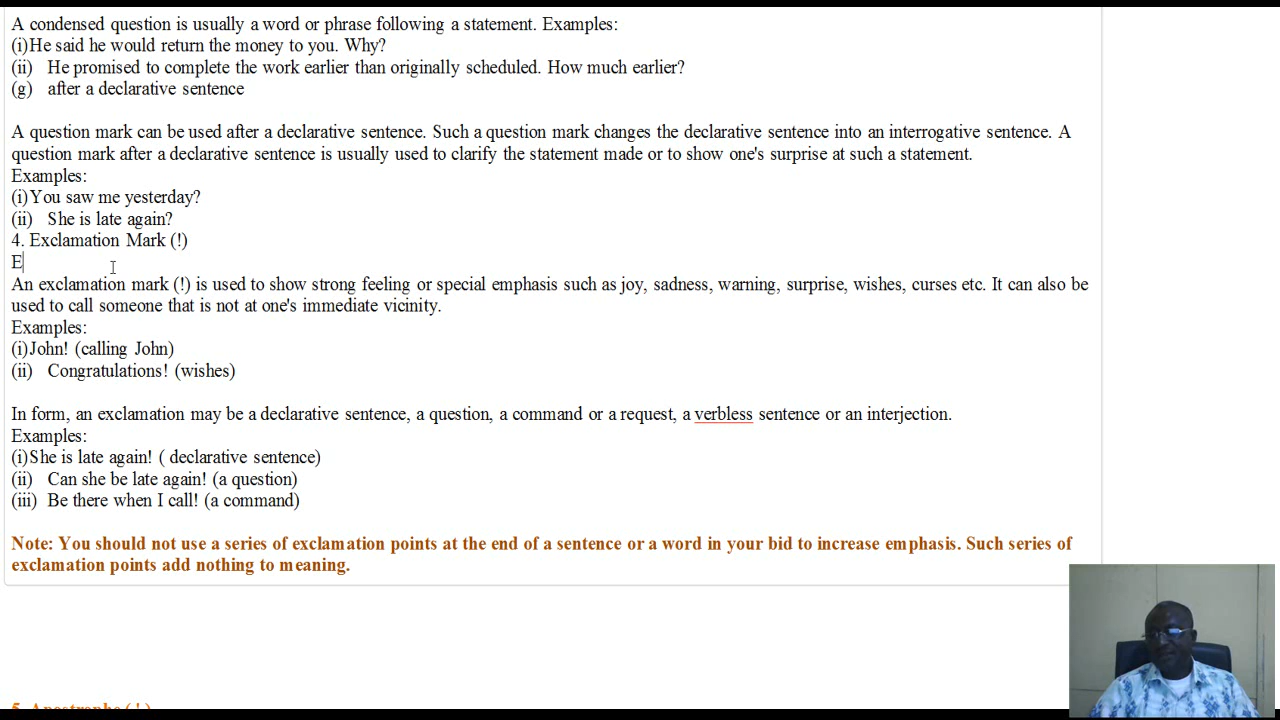 A condensed question is usually a word or phrase following a statement. Examples:
(i)He said he would return the money to you. Why?
(ii) He promised to complete the work earlier than originally scheduled. How much earlier?
(g) after a declarative sentence
A question mark can be used after a declarative sentence. Such a question mark changes the declarative sentence into an interrogative sentence. A
question mark after a declarative sentence is usually used to clarify the statement made or to show one's surprise at such a statement.
Examples:
(i)You saw me yesterday?
(ii) She is late again?
4. Exclamation Mark (!)
E
An exclamation mark (!) is used to show strong feeling or special emphasis such as joy, sadness, warning, surprise, wishes, curses etc. It can also be
used to call someone that is not at one's immediate vicinity.
Examples:
(i)John! (calling John)
(ii) Congratulations! (wishes)
In form, an exclamation may be a declarative sentence, a question, a command or a request, a verbless sentence or an interjection.
Examples:
(i)She is late again! ( declarative sentence)
(ii) Can she be late again! (a question)
(iii) Be there when I call! (a command)
Note: You should not use a series of exclamation points at the end of a sentence or a word in your bid to increase emphasis. Such series of
exclamation points add nothing to meaning.
5. Apostrophe (')